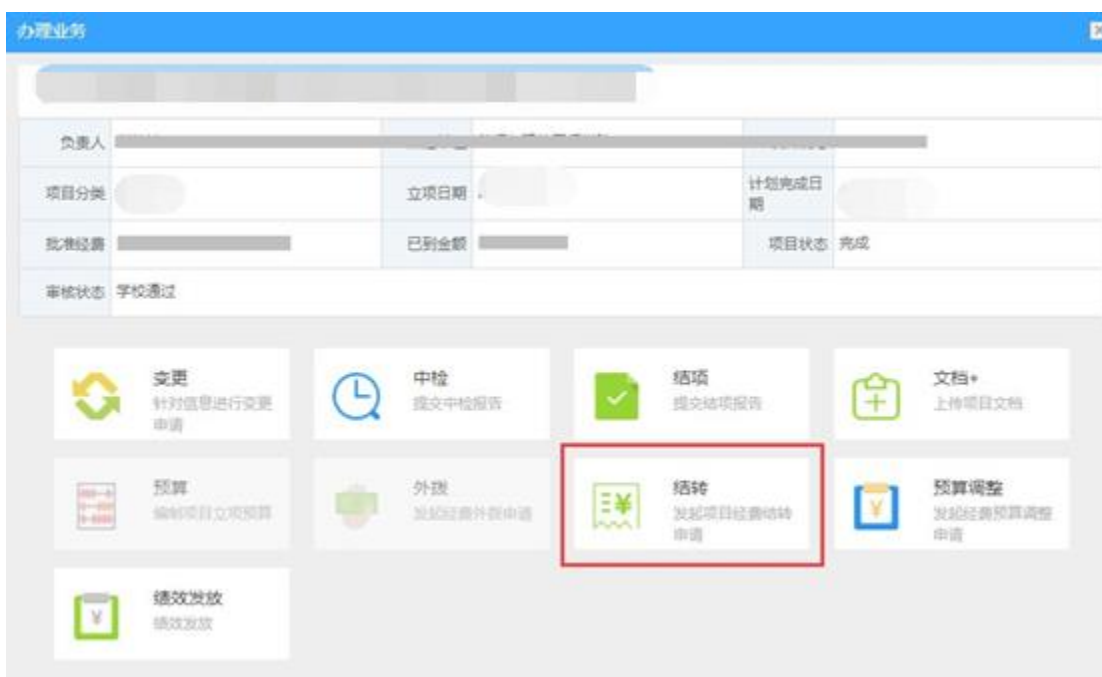 办理业务
负责人
项目分类
立项日期
计划完成日
期
批准经费
已到金额
项目状态 完成
审核状态 学校通过
变更
针对信息进行变更
申请
中检
提交中检报告
结项
提交结项报告
文档+
上传项目文档
预算
编制项目立项预算
外拨
发起经费外拨申请
结转
发起项目经费结转
申请
预算调整
发起经费预算调整
申请
绩效发放
绩效发放